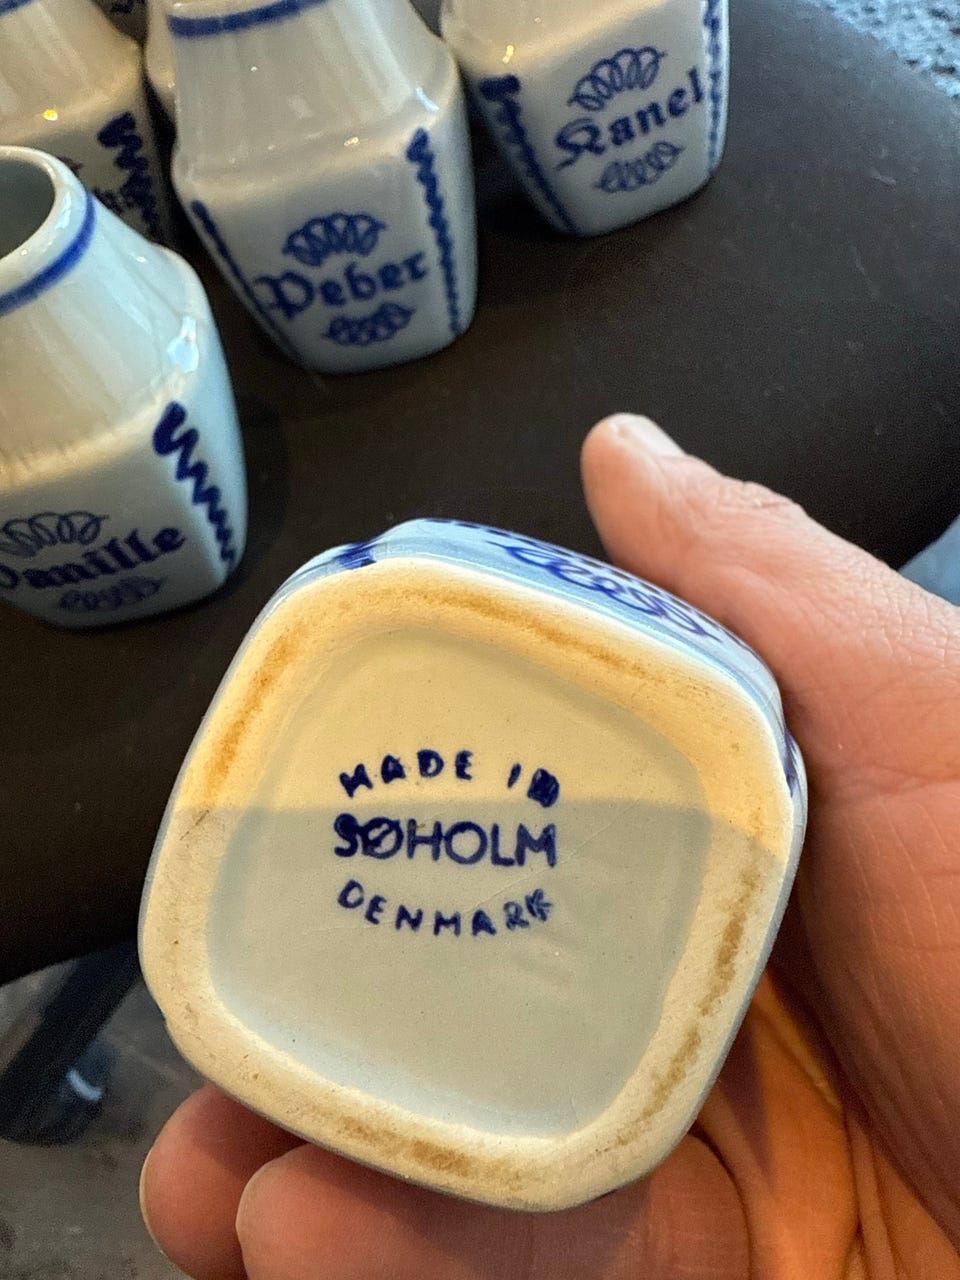 Kanel
Peber
Vanille
MADE IN
SØHOLM
DENMARK